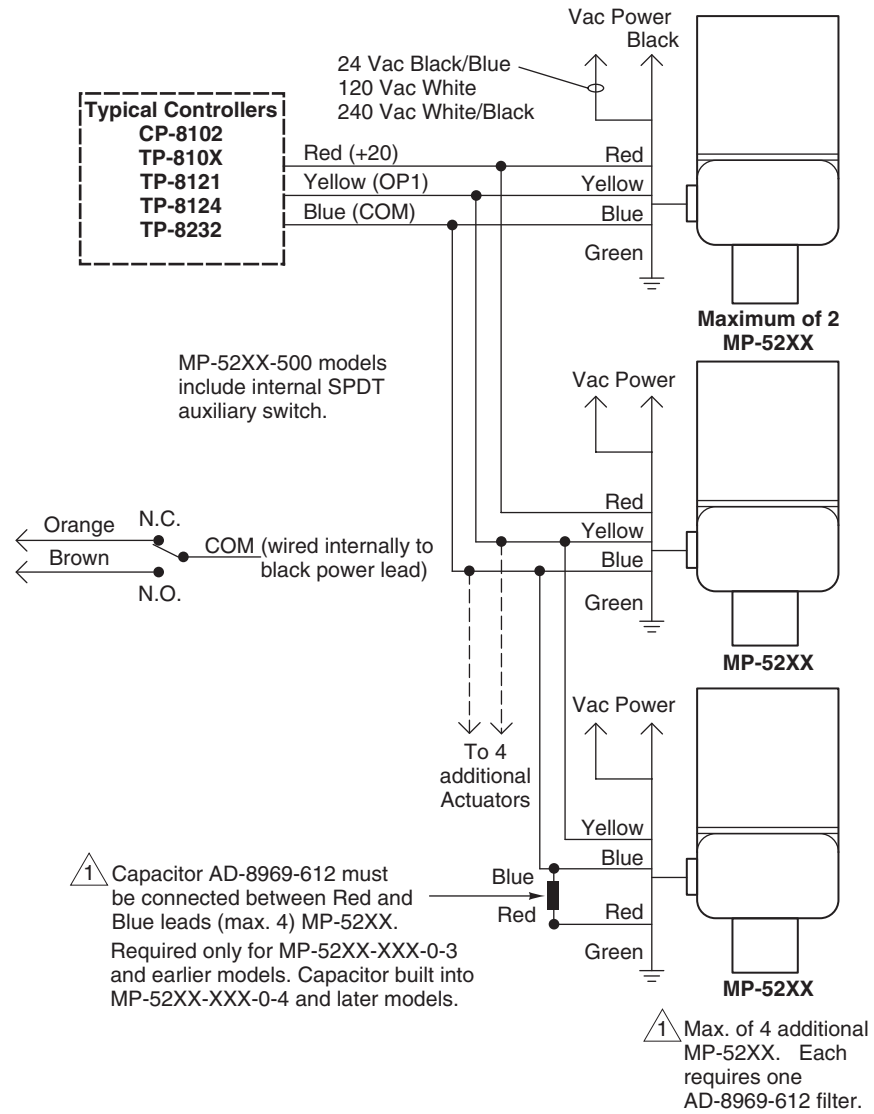 Vac Power
Black
24 Vac Black/Blue
120 Vac White
240 Vac White/Black
Typical Controllers
CP-8102
TP-810X
TP-8121
TP-8124
TP-8232
Red (+20)
Yellow (OP1)
Blue (COM)
Red
Yellow
Blue
Green
Maximum of 2
MP-52XX
MP-52XX-500 models
include internal SPDT
auxiliary switch.
Vac Power
Red
Yellow
Blue
Green
MP-52XX
Orange
N.C.
Brown
N.O.
COM (wired internally to
black power lead)
To 4
additional
Actuators
Vac Power
Yellow
Blue
Red
Green
MP-52XX
Blue
Red
1 Capacitor AD-8969-612 must
be connected between Red and
Blue leads (max. 4) MP-52XX.
Required only for MP-52XX-XXX-0-3
and earlier models. Capacitor built into
MP-52XX-XXX-0-4 and later models.
1 Max. of 4 additional
MP-52XX. Each
requires one
AD-8969-612 filter.